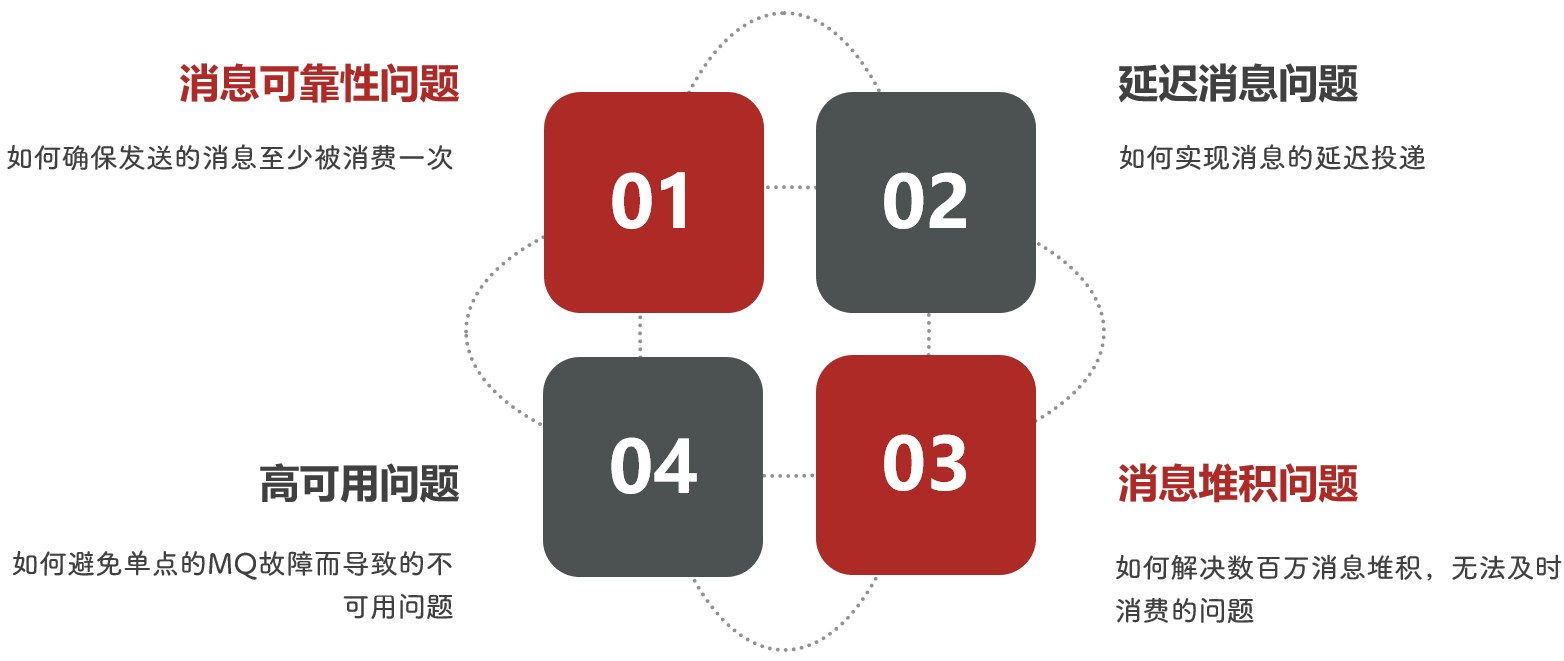 消息可靠性问题
如何确保发送的消息至少被消费一次
01
02
延迟消息问题
如何实现消息的延迟投递
高可用问题
如何避免单点的MQ故障而导致的不
可用问题
04
03
消息堆积问题
如何解决数百万消息堆积，无法及时
消费的问题